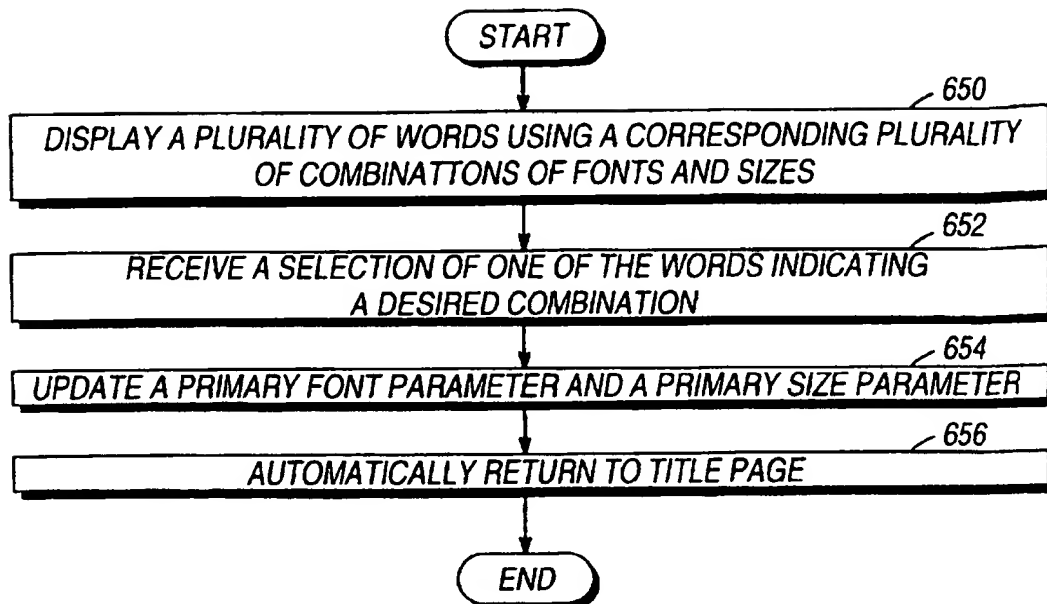 START
650
DISPLAY A PLURALITY OF WORDS USING A CORRESPONDING PLURALITY
OF COMBINATTONS OF FONTS AND SIZES
652
RECEIVE A SELECTION OF ONE OF THE WORDS INDICATING
A DESIRED COMBINATION
654
UPDATE A PRIMARY FONT PARAMETER AND A PRIMARY SIZE PARAMETER
656
AUTOMATICALLY RETURN TO TITLE PAGE
END